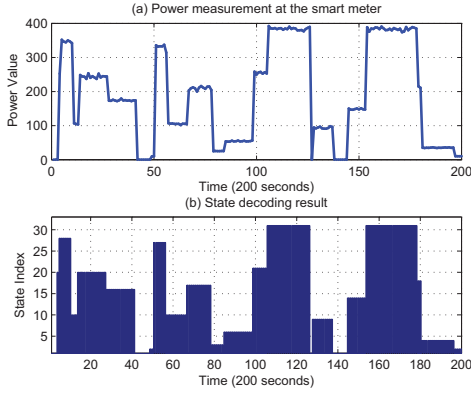 (a) Power measurement at the smart meter
400
300
200
100
0
Power Value
0 50 100 150 200
Time (200 seconds)
(b) State decoding result
30
25
20
15
10
5
State Index
20 40 60 80 100 120 140 160 180 200
Time (200 seconds)